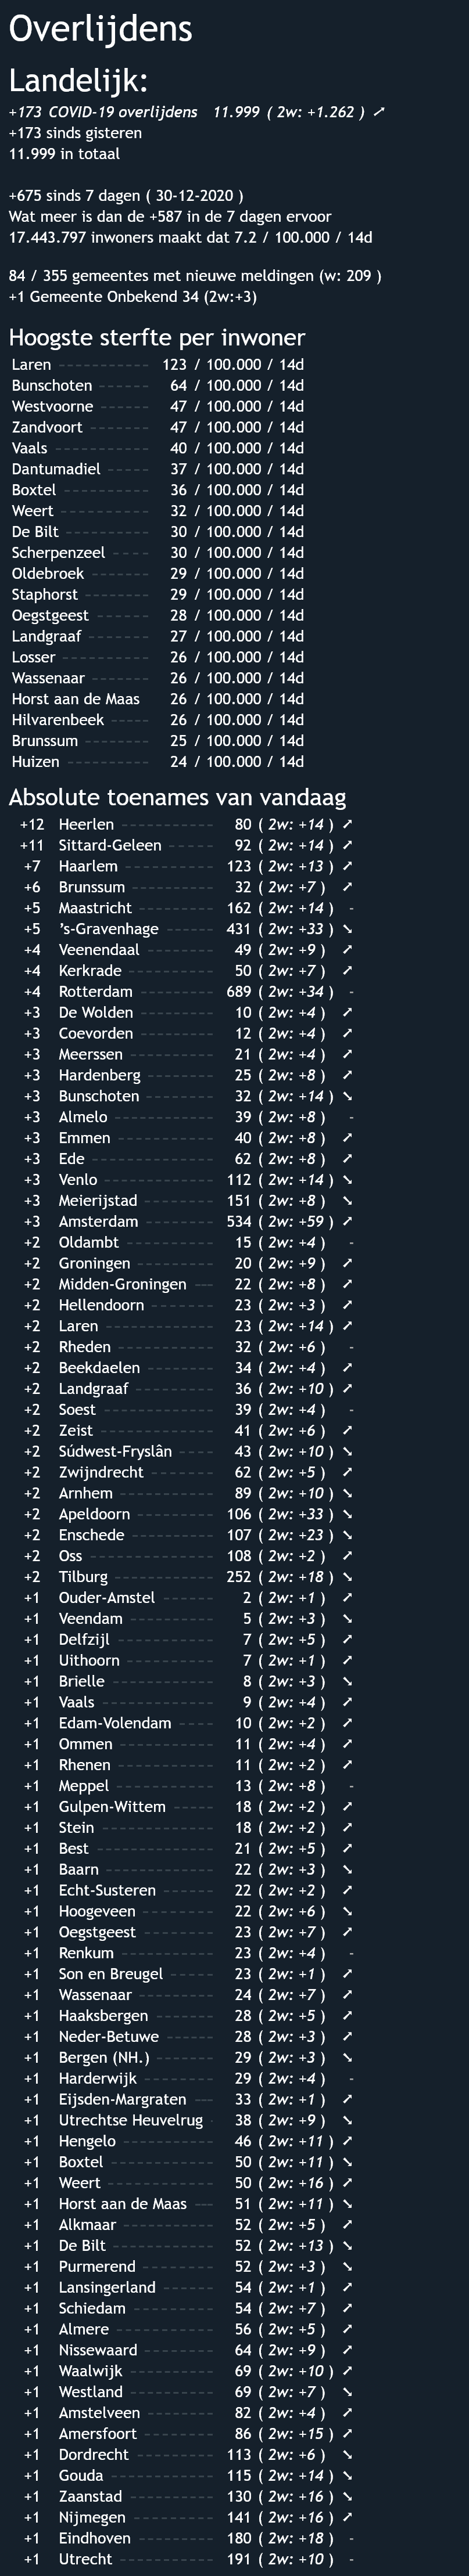 Overlijdens
Landelijk:
+173 COVID-19 overlijdens 11.999 ( 2w: +1.262 ) ➚
+173 sinds gisteren
11.999 in totaal
+675 sinds 7 dagen ( 30-12-2020 )
Wat meer is dan de +587 in de 7 dagen ervoor
17.443.797 inwoners maakt dat 7.2 / 100.000 / 14d
84 / 355 gemeentes met nieuwe meldingen (w: 209 )
+1 Gemeente Onbekend 34 (2w:+3)
Hoogste sterfte per inwoner
Laren ----------- 123 / 100.000 / 14d
Bunschoten ------ 64 / 100.000 / 14d
Westvoorne ------ 47 / 100.000 / 14d
Zandvoort ------- 47 / 100.000 / 14d
Vaals ----------- 40 / 100.000 / 14d
Dantumadiel ----- 37 / 100.000 / 14d
Boxtel ---------- 36 / 100.000 / 14d
Weert ----------- 32 / 100.000 / 14d
De Bilt --------- 30 / 100.000 / 14d
Scherpenzeel ---- 30 / 100.000 / 14d
Oldebroek ------- 29 / 100.000 / 14d
Staphorst ------- 29 / 100.000 / 14d
Oegstgeest ------ 28 / 100.000 / 14d
Landgraaf ------- 27 / 100.000 / 14d
Losser ---------- 26 / 100.000 / 14d
Wassenaar ------- 26 / 100.000 / 14d
Horst aan de Maas 26 / 100.000 / 14d
Hilvarenbeek ----- 26 / 100.000 / 14d
Brunssum -------- 25 / 100.000 / 14d
Huizen ---------- 24 / 100.000 / 14d
Absolute toenames van vandaag
+12 Heerlen ----------- 80 ( 2w: +14 ) ➚
+11 Sittard-Geleen ----- 92 ( 2w: +14 ) ➚
+7 Haarlem ----------- 123 ( 2w: +13 ) ➚
+6 Brunssum ---------- 32 ( 2w: +7 ) ➚
+5 Maastricht --------- 162 ( 2w: +14 ) -
+5 's-Gravenhage ------ 431 ( 2w: +33 ) ➘
+4 Veenendaal -------- 49 ( 2w: +9 ) ➚
+4 Kerkrade ---------- 50 ( 2w: +7 ) ➚
+4 Rotterdam --------- 689 ( 2w: +34 ) -
+3 De Wolden --------- 10 ( 2w: +4 ) ➚
+3 Coevorden --------- 12 ( 2w: +4 ) ➚
+3 Meerssen ---------- 21 ( 2w: +4 ) ➚
+3 Hardenberg -------- 25 ( 2w: +8 ) ➚
+3 Bunschoten -------- 32 ( 2w: +14 ) ➘
+3 Almelo ------------ 39 ( 2w: +8 ) -
+3 Emmen ------------ 40 ( 2w: +8 ) ➚
+3 Ede --------------- 62 ( 2w: +8 ) ➚
+3 Venlo ------------- 112 ( 2w: +14 ) ➘
+3 Meierijstad -------- 151 ( 2w: +8 ) ➘
+3 Amsterdam -------- 534 ( 2w: +59 ) ➚
+2 Oldambt ---------- 15 ( 2w: +4 ) -
+2 Groningen --------- 20 ( 2w: +9 ) ➚
+2 Midden-Groningen --- 22 ( 2w: +8 ) ➚
+2 Hellendoorn -------- 23 ( 2w: +3 ) ➚
+2 Laren ------------- 23 ( 2w: +14 ) ➚
+2 Rheden ----------- 32 ( 2w: +6 ) -
+2 Beekdaelen -------- 34 ( 2w: +4 ) ➚
+2 Landgraaf --------- 36 ( 2w: +10 ) ➚
+2 Soest ------------- 39 ( 2w: +4 ) -
+2 Zeist ------------- 41 ( 2w: +6 ) ➚
+2 Súdwest-Fryslân ---- 43 ( 2w: +10 ) ➘
+2 Zwijndrecht -------- 62 ( 2w: +5 ) ➚
+2 Arnhem ----------- 89 ( 2w: +10 ) ➘
+2 Apeldoorn --------- 106 ( 2w: +33 ) ➘
+2 Enschede ---------- 107 ( 2w: +23 ) ➘
+2 Oss --------------- 108 ( 2w: +2 ) ➚
+2 Tilburg ------------ 252 ( 2w: +18 ) ➘
+1 Ouder-Amstel ------ 2 ( 2w: +1 ) ➚
+1 Veendam ---------- 5 ( 2w: +3 ) ➘
+1 Delfzijl ------------ 7 ( 2w: +5 ) ➚
+1 Uithoorn ---------- 7 ( 2w: +1 ) ➚
+1 Brielle ------------ 8 ( 2w: +3 ) ➘
+1 Vaals ------------- 9 ( 2w: +4 ) ➚
+1 Edam-Volendam ---- 10 ( 2w: +2 ) ➚
+1 Ommen ----------- 11 ( 2w: +4 ) ➚
+1 Rhenen ----------- 11 ( 2w: +2 ) ➚
+1 Meppel ----------- 13 ( 2w: +8 ) -
+1 Gulpen-Wittem ----- 18 ( 2w: +2 ) ➚
+1 Stein ------------- 18 ( 2w: +2 ) ➚
+1 Best -------------- 21 ( 2w: +5 ) ➚
+1 Baarn ------------ 22 ( 2w: +3 ) ➘
+1 Echt-Susteren ------ 22 ( 2w: +2 ) ➚
+1 Hoogeveen -------- 22 ( 2w: +6 ) ➘
+1 Oegstgeest -------- 23 ( 2w: +7 ) ➚
+1 Renkum ---------- 23 ( 2w: +4 ) -
+1 Son en Breugel ----- 23 ( 2w: +1 ) ➚
+1 Wassenaar --------- 24 ( 2w: +7 ) ➚
+1 Haaksbergen ------- 28 ( 2w: +5 ) ➚
+1 Neder-Betuwe ------ 28 ( 2w: +3 ) ➚
+1 Bergen (NH.) ------- 29 ( 2w: +3 ) ➘
+1 Harderwijk --------- 29 ( 2w: +4 ) -
+1 Eijsden-Margraten --- 33 ( 2w: +1 ) ➚
+1 Utrechtse Heuvelrug - 38 ( 2w: +9 ) ➘
+1 Hengelo ----------- 46 ( 2w: +11 ) ➚
+1 Boxtel ------------ 50 ( 2w: +11 ) ➘
+1 Weert ------------ 50 ( 2w: +16 ) ➚
+1 Horst aan de Maas --- 51 ( 2w: +11 ) ➘
+1 Alkmaar ----------- 52 ( 2w: +5 ) ➚
+1 De Bilt ------------ 52 ( 2w: +13 ) ➘
+1 Purmerend -------- 52 ( 2w: +3 ) ➘
+1 Lansingerland ------ 54 ( 2w: +1 ) ➚
+1 Schiedam ---------- 54 ( 2w: +7 ) ➚
+1 Almere ----------- 56 ( 2w: +5 ) ➚
+1 Nissewaard -------- 64 ( 2w: +9 ) ➚
+1 Waalwijk ---------- 69 ( 2w: +10 ) ➚
+1 Westland ---------- 69 ( 2w: +7 ) ➘
+1 Amstelveen -------- 82 ( 2w: +4 ) ➚
+1 Amersfoort -------- 86 ( 2w: +15 ) ➚
+1 Dordrecht --------- 113 ( 2w: +6 ) ➘
+1 Gouda ------------ 115 ( 2w: +14 ) ➘
+1 Zaanstad ---------- 130 ( 2w: +16 ) ➘
+1 Nijmegen --------- 141 ( 2w: +16 ) ➚
+1 Eindhoven --------- 180 ( 2w: +18 ) -
+1 Utrecht ----------- 191 ( 2w: +10 ) -